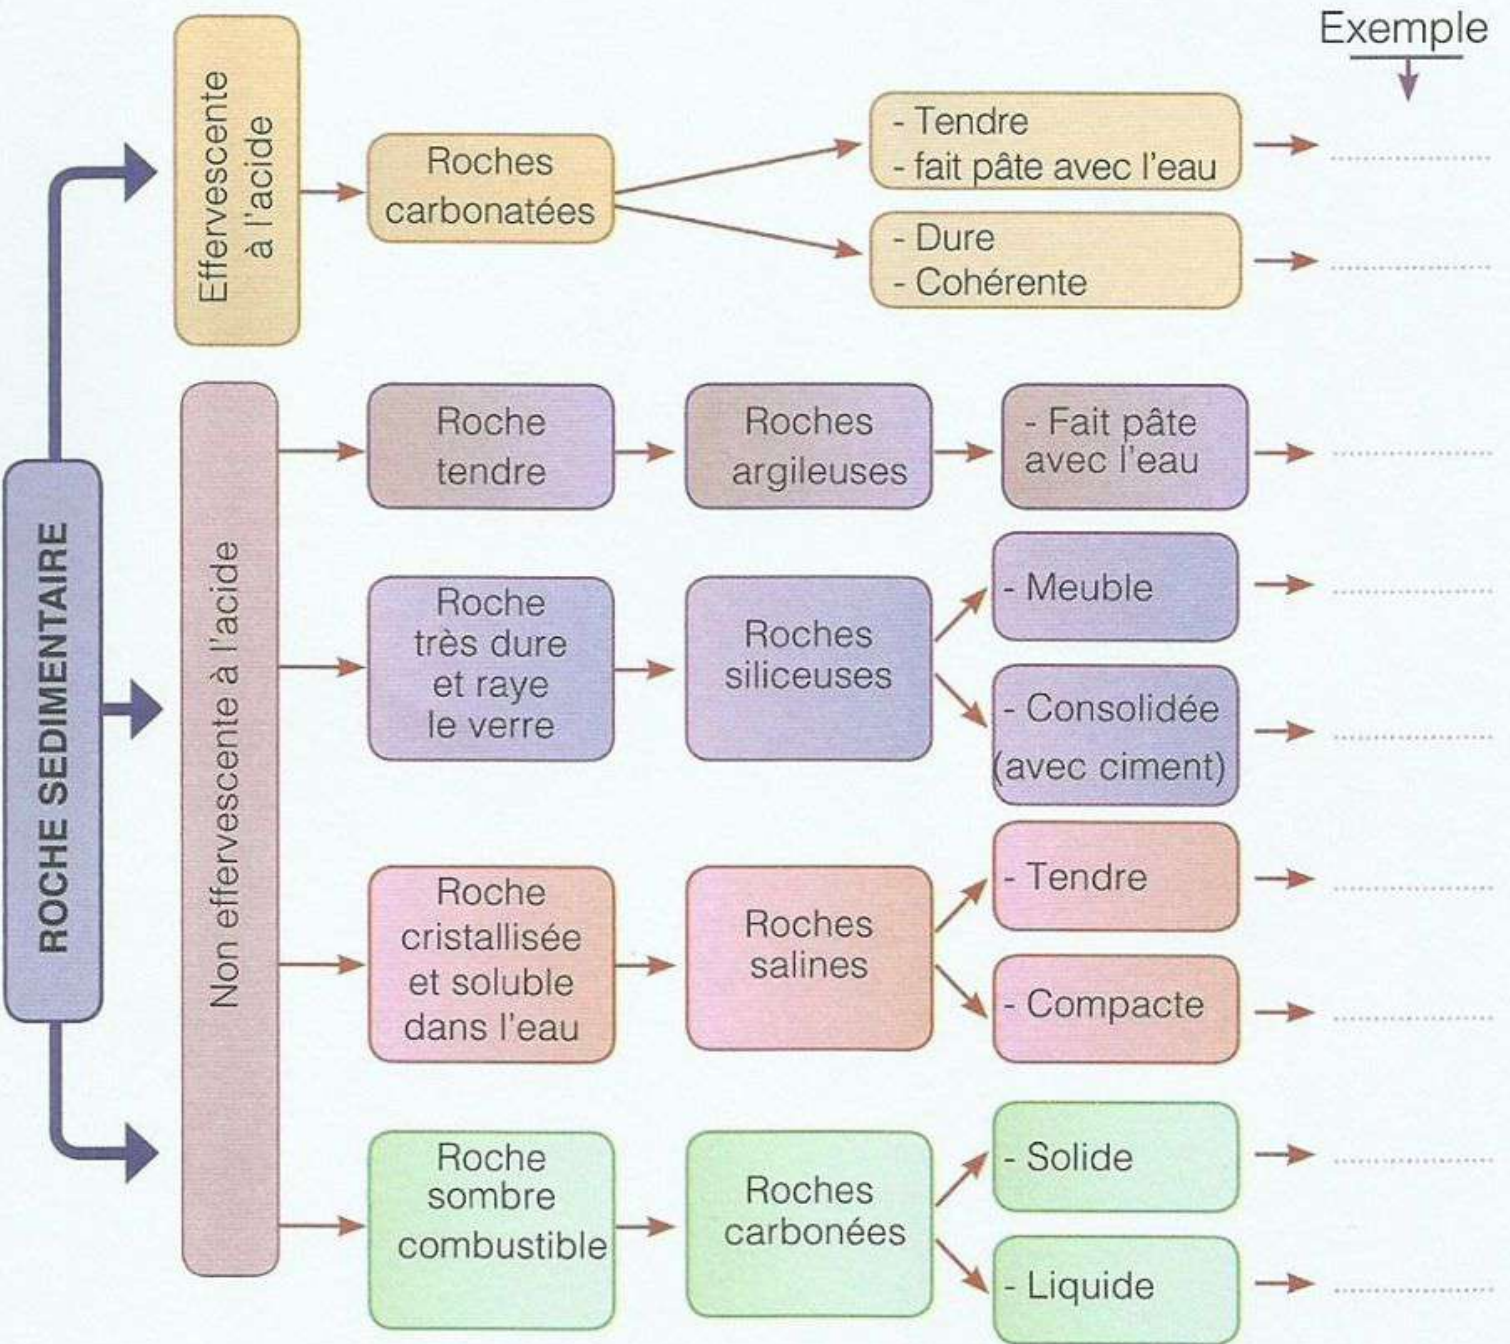 Exemple
Effervescente
à l'acide
Roches
carbonatées
- Tendre
- fait pâte avec l'eau
- Dure
- Cohérente
ROCHE SEDIMENTAIRE
Non effervescente à l'acide
Roche
tendre
Roches
argileuses
- Fait pâte
avec l'eau
Roche
très dure
et raye
le verre
Roches
siliceuses
- Meuble
- Consolidée
(avec ciment)
Roche
cristallisée
et soluble
dans l'eau
Roches
salines
- Tendre
- Compacte
Roche
sombre
combustible
Roches
carbonées
- Solide
- Liquide